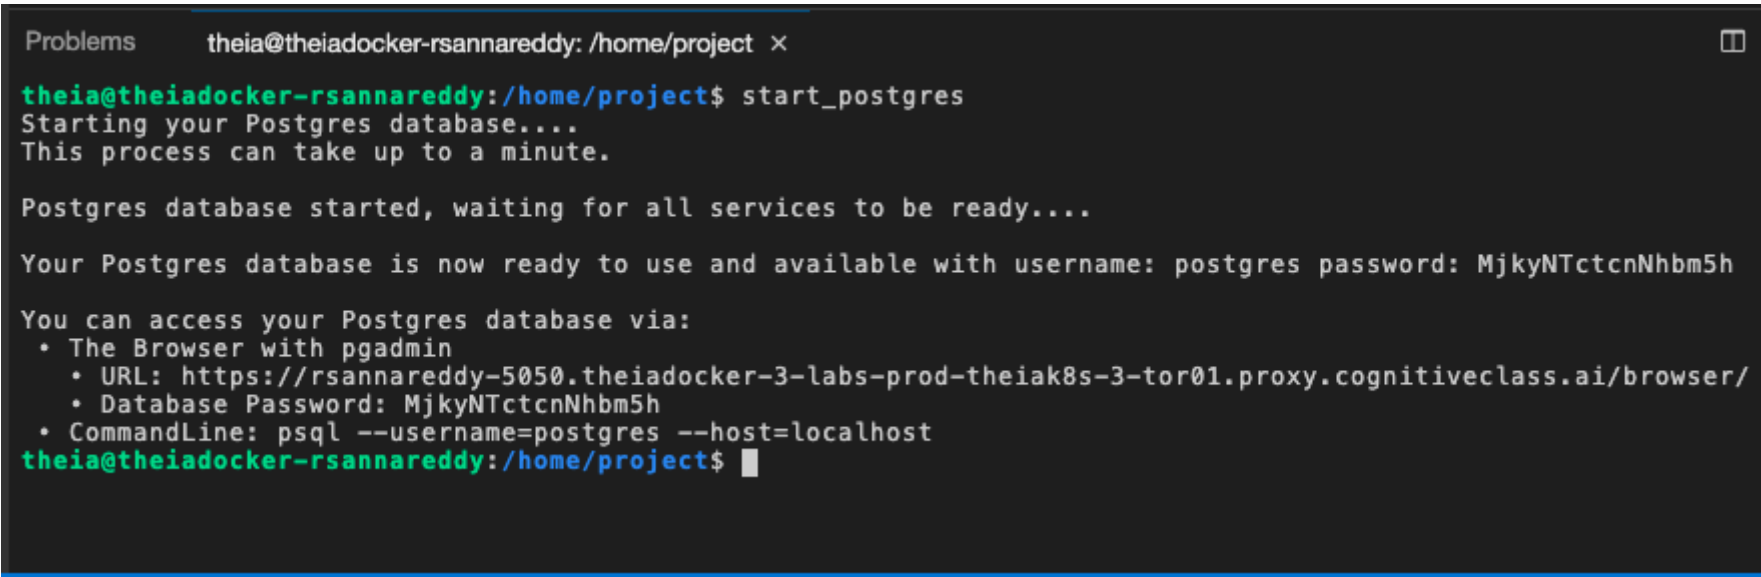 Problems theia@theiadocker-rsannareddy: /home/project ×
theia@theiadocker-rsannareddy:/home/project$ start_postgres
Starting your Postgres database....
This process can take up to a minute.
Postgres database started, waiting for all services to be ready....
Your Postgres database is now ready to use and available with username: postgres password: MjkyNTctcnNhbm5h
You can access your Postgres database via:
• The Browser with pgadmin
• URL: https://rsannareddy-5050.theiadocker-3-labs-prod-theiak8s-3-tor01.proxy.cognitiveclass.ai/browser/
• Database Password: MjkyNTctcnNhbm5h
• CommandLine: psql --username=postgres --host=localhost
theia@theiadocker-rsannareddy:/home/project$